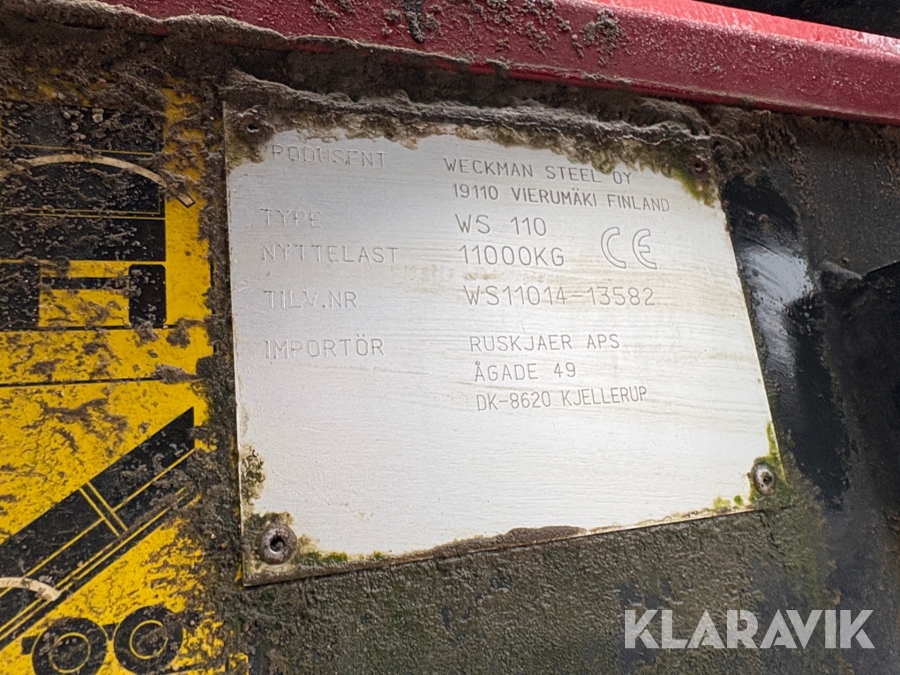 PRODUSENT WECKMAN STEEL OY
19110 VIERUMÄKI FINLAND
TYPE WS 110
NYTTELAST 11000KG CE
TILV.NR WS11014-13582
IMPORTÖR RUSKJAER APS
ÅGADE 49
DK-8620 KJELLERUP
KLARAVIK